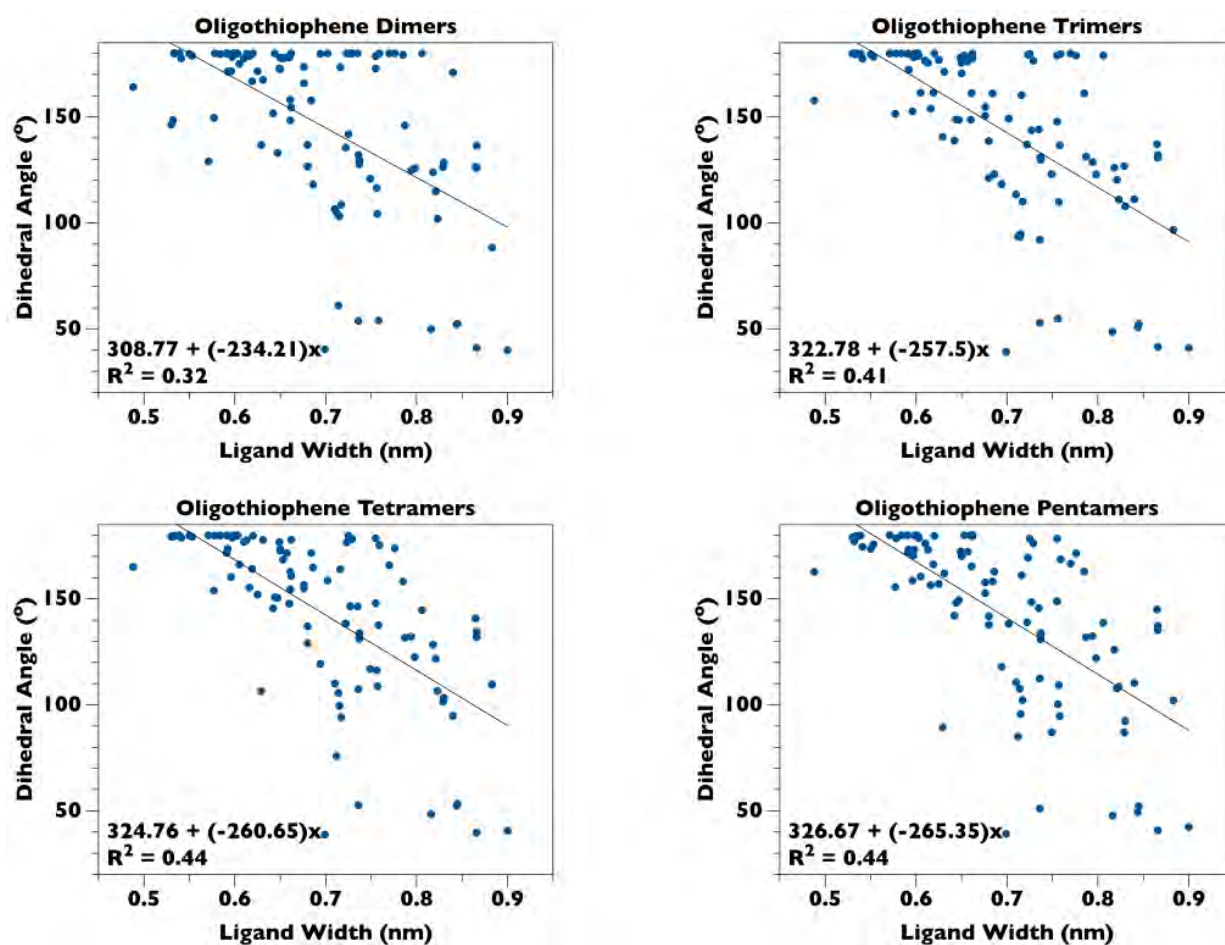 Oligothiophene Dimers
Dihedral Angle (°)
150
100
50
308.77 + (-234.21)x
R² = 0.32
0.5 0.6 0.7 0.8 0.9
Ligand Width (nm)
Oligothiophene Trimers
Dihedral Angle (°)
150
100
50
322.78 + (-257.5)x
R² = 0.41
0.5 0.6 0.7 0.8 0.9
Ligand Width (nm)
Oligothiophene Tetramers
Dihedral Angle (°)
150
100
50
324.76 + (-260.65)x
R² = 0.44
0.5 0.6 0.7 0.8 0.9
Ligand Width (nm)
Oligothiophene Pentamers
Dihedral Angle (°)
150
100
50
326.67 + (-265.35)x
R² = 0.44
0.5 0.6 0.7 0.8 0.9
Ligand Width (nm)